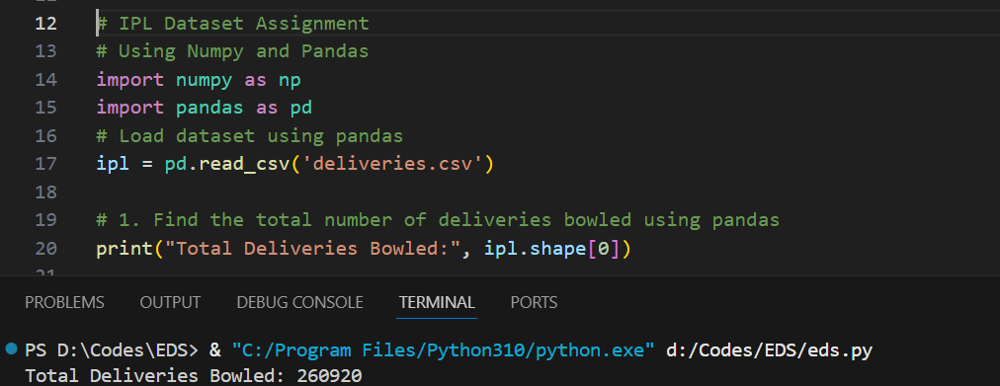 12 # IPL Dataset Assignment
13 # Using Numpy and Pandas
14 import numpy as np
15 import pandas as pd
16 # Load dataset using pandas
17 ipl = pd.read_csv('deliveries.csv')
18
19 # 1. Find the total number of deliveries bowled using pandas
20 print("Total Deliveries Bowled:", ipl.shape[0])
21
PROBLEMS OUTPUT DEBUG CONSOLE TERMINAL PORTS
PS D:\Codes\EDS> & "C:/Program Files/Python310/python.exe" d:/Codes/EDS/eds.py
Total Deliveries Bowled: 260920